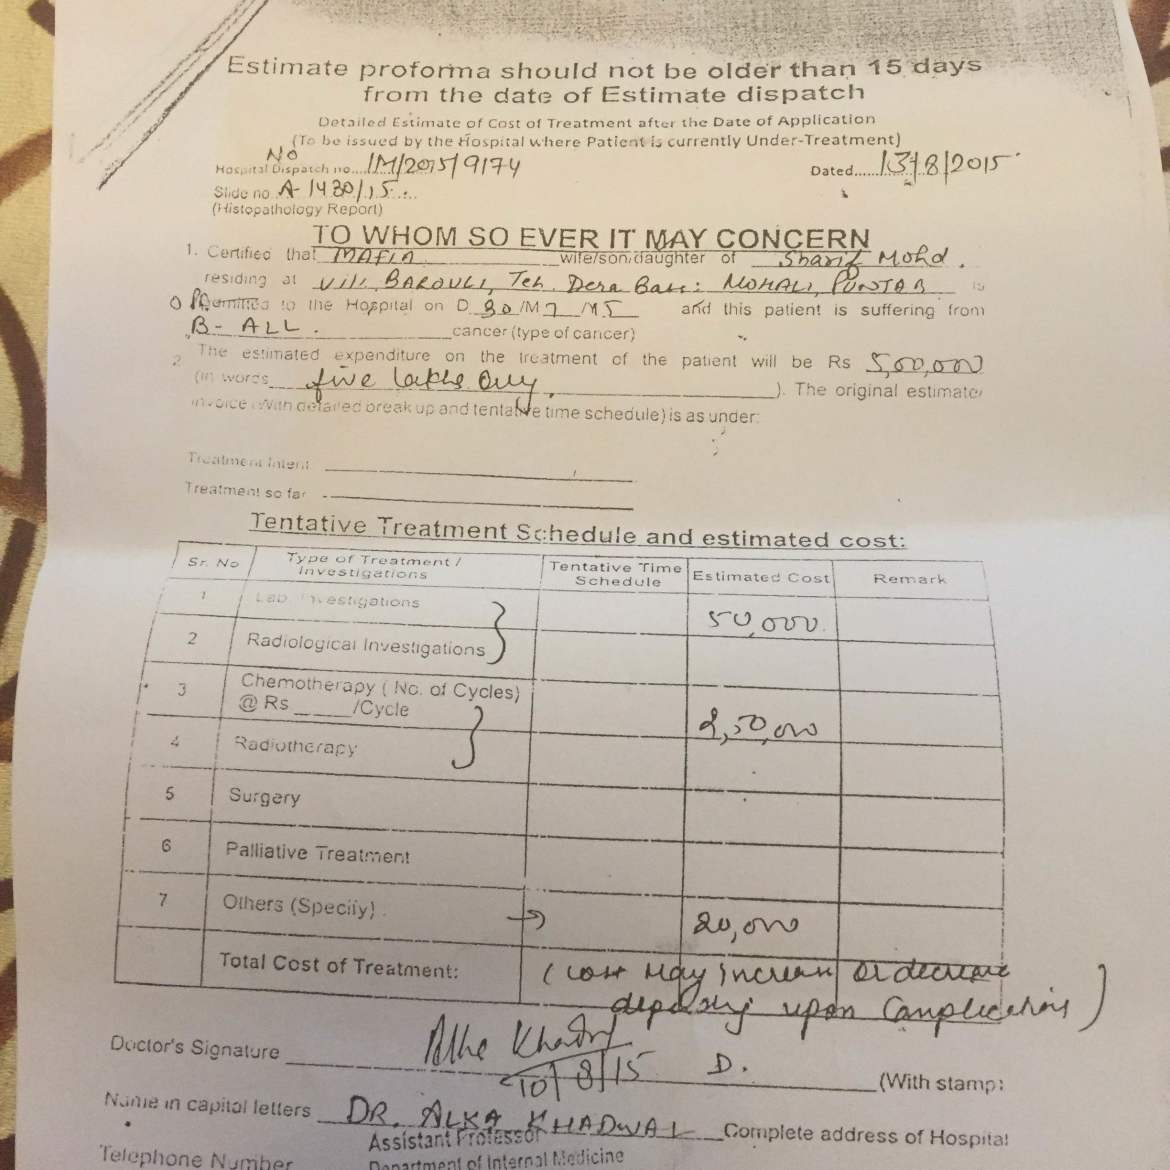 Estimate proforma should not be older than 15 days
from the date of Estimate dispatch
Detailed Estimate of Cost of Treatment after the Date of Application
(To be issued by the Hospital where Patient is currently Under-Treatment)
NO
Hospital Dispatch no....1M/2015/9174 Dated......13/8/2015
Slide no. A-1430/15....
(Histopathology Report)
TO WHOM SO EVER IT MAY CONCERN
1. Certified that MAFIA wife/son/daughter of Sharif Mohd.
residing at Vill. BAROULI, Teh. Dera Bassi MOHALI, PUNJAB is
to the Hospital on D 30/M 7 /Y15 and this patient is suffering from
B-ALL. cancer (type of cancer)
2. The estimated expenditure on the treatment of the patient will be Rs 5,00,000
(in words five lakhs Only.). The original estimate/
invoice (With detailed break up and tentative time schedule) is as under:
Treatment Intent
Treatment so far -
Tentative Treatment Schedule and estimated cost:
Sr. No Type of Treatment / Investigations Tentative Time Schedule Estimated Cost Remark
1 Lab. Investigations 50,000
2 Radiological Investigations
3 Chemotherapy ( No. of Cycles)
@ Rs _____/Cycle 2,50,000
4 Radiotherapy
5 Surgery
6 Palliative Treatment
7 Others (Specify) 20,000
Total Cost of Treatment: (Cost May increase or decrease
depending upon Complications)
Doctor's Signature Alka Khadwal D. (With stamp)
10/8/15
Name in capital letters DR. ALKA KHADWAL Complete address of Hospital
Assistant Professor
Telephone Number Department of Internal Medicine